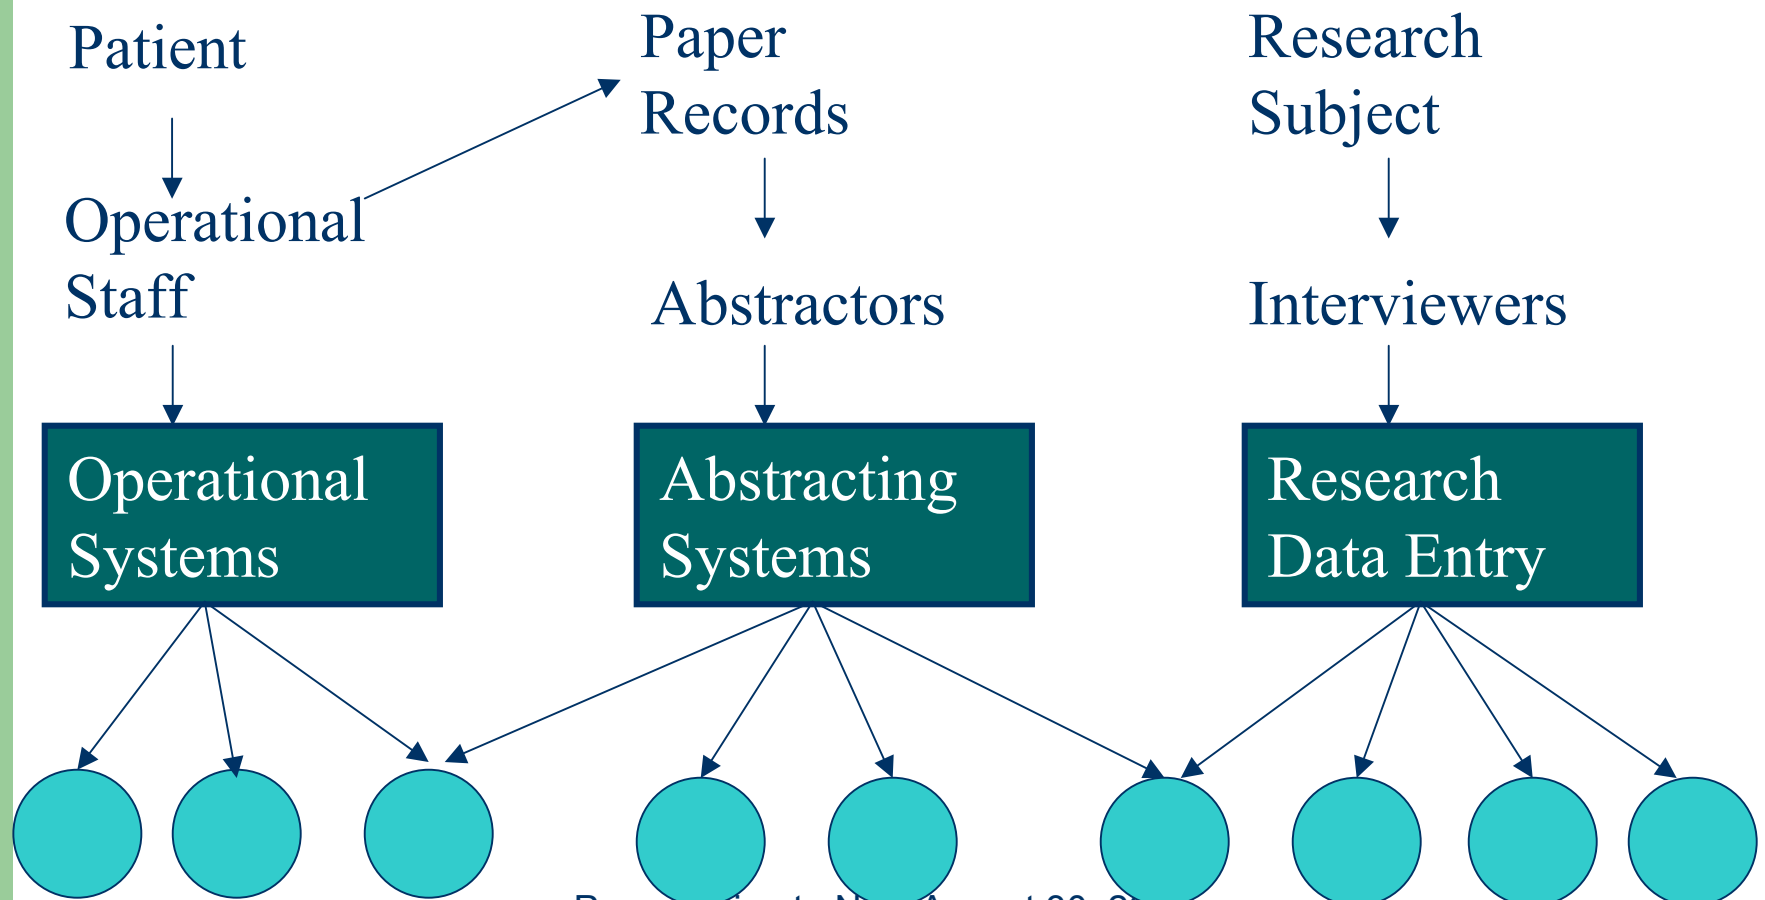 Patient
Paper
Records
Research
Subject
Operational
Staff
Abstractors
Interviewers
Operational
Systems
Abstracting
Systems
Research
Data Entry